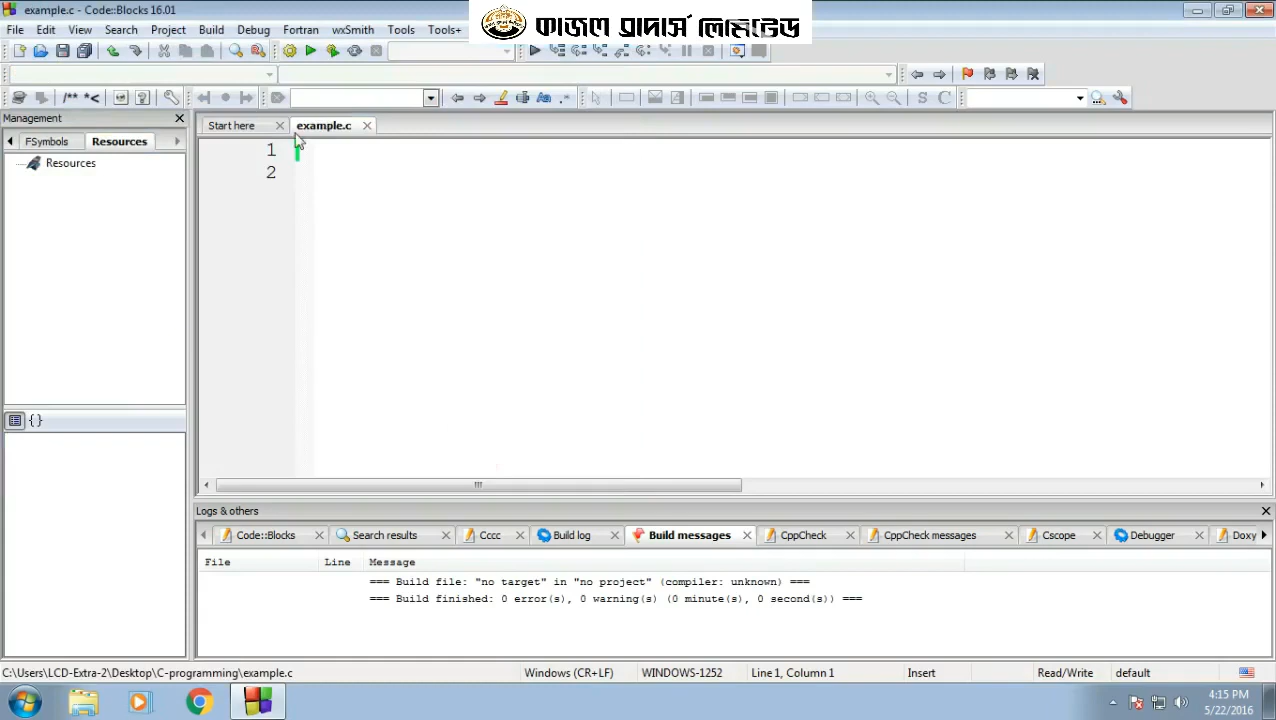 example.c - Code::Blocks 16.01
কাজল ব্রাদার্স লিমিটেড
File Edit View Search Project Build Debug Fortran wxSmith Tools Tools+
/** *<
S C
Management
Start here example.c
FSymbols Resources
Resources
1
2
{}
Logs & others
Code::Blocks Search results Cccc Build log Build messages CppCheck CppCheck messages Cscope Debugger Doxy
File Line Message
=== Build file: "no target" in "no project" (compiler: unknown) ===
=== Build finished: 0 error(s), 0 warning(s) (0 minute(s), 0 second(s)) ===
C:\Users\LCD-Extra-2\Desktop\C-programming\example.c Windows (CR+LF) WINDOWS-1252 Line 1, Column 1 Insert Read/Write default
4:15 PM
5/22/2016